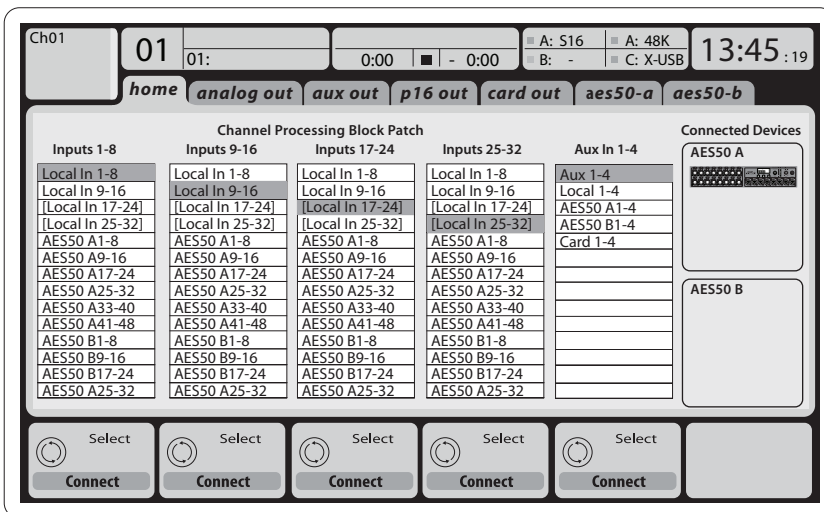 Ch01
01
01:
0:00
- 0:00
A: S16
A: 48K
B: -
C: X-USB
13:45 : 19
home
analog out
aux out
p16 out
card out
aes50-a
aes50-b
Channel Processing Block Patch
Connected Devices
Inputs 1-8
Local In 1-8
Local In 9-16
[Local In 17-24]
[Local In 25-32]
AES50 A1-8
AES50 A9-16
AES50 A17-24
AES50 A25-32
AES50 A33-40
AES50 A41-48
AES50 B1-8
AES50 B9-16
AES50 B17-24
AES50 A25-32
Inputs 9-16
Local In 1-8
Local In 9-16
[Local In 17-24]
[Local In 25-32]
AES50 A1-8
AES50 A9-16
AES50 A17-24
AES50 A25-32
AES50 A33-40
AES50 A41-48
AES50 B1-8
AES50 B9-16
AES50 B17-24
AES50 A25-32
Inputs 17-24
Local In 1-8
Local In 9-16
[Local In 17-24]
[Local In 25-32]
AES50 A1-8
AES50 A9-16
AES50 A17-24
AES50 A25-32
AES50 A33-40
AES50 A41-48
AES50 B1-8
AES50 B9-16
AES50 B17-24
AES50 A25-32
Inputs 25-32
Local In 1-8
Local In 9-16
[Local In 17-24]
[Local In 25-32]
AES50 A1-8
AES50 A9-16
AES50 A17-24
AES50 A25-32
AES50 A33-40
AES50 A41-48
AES50 B1-8
AES50 B9-16
AES50 B17-24
AES50 A25-32
Aux In 1-4
Aux 1-4
Local 1-4
AES50 A1-4
AES50 B1-4
Card 1-4
AES50 A
AES50 B
Select
Connect
Select
Connect
Select
Connect
Select
Connect
Select
Connect